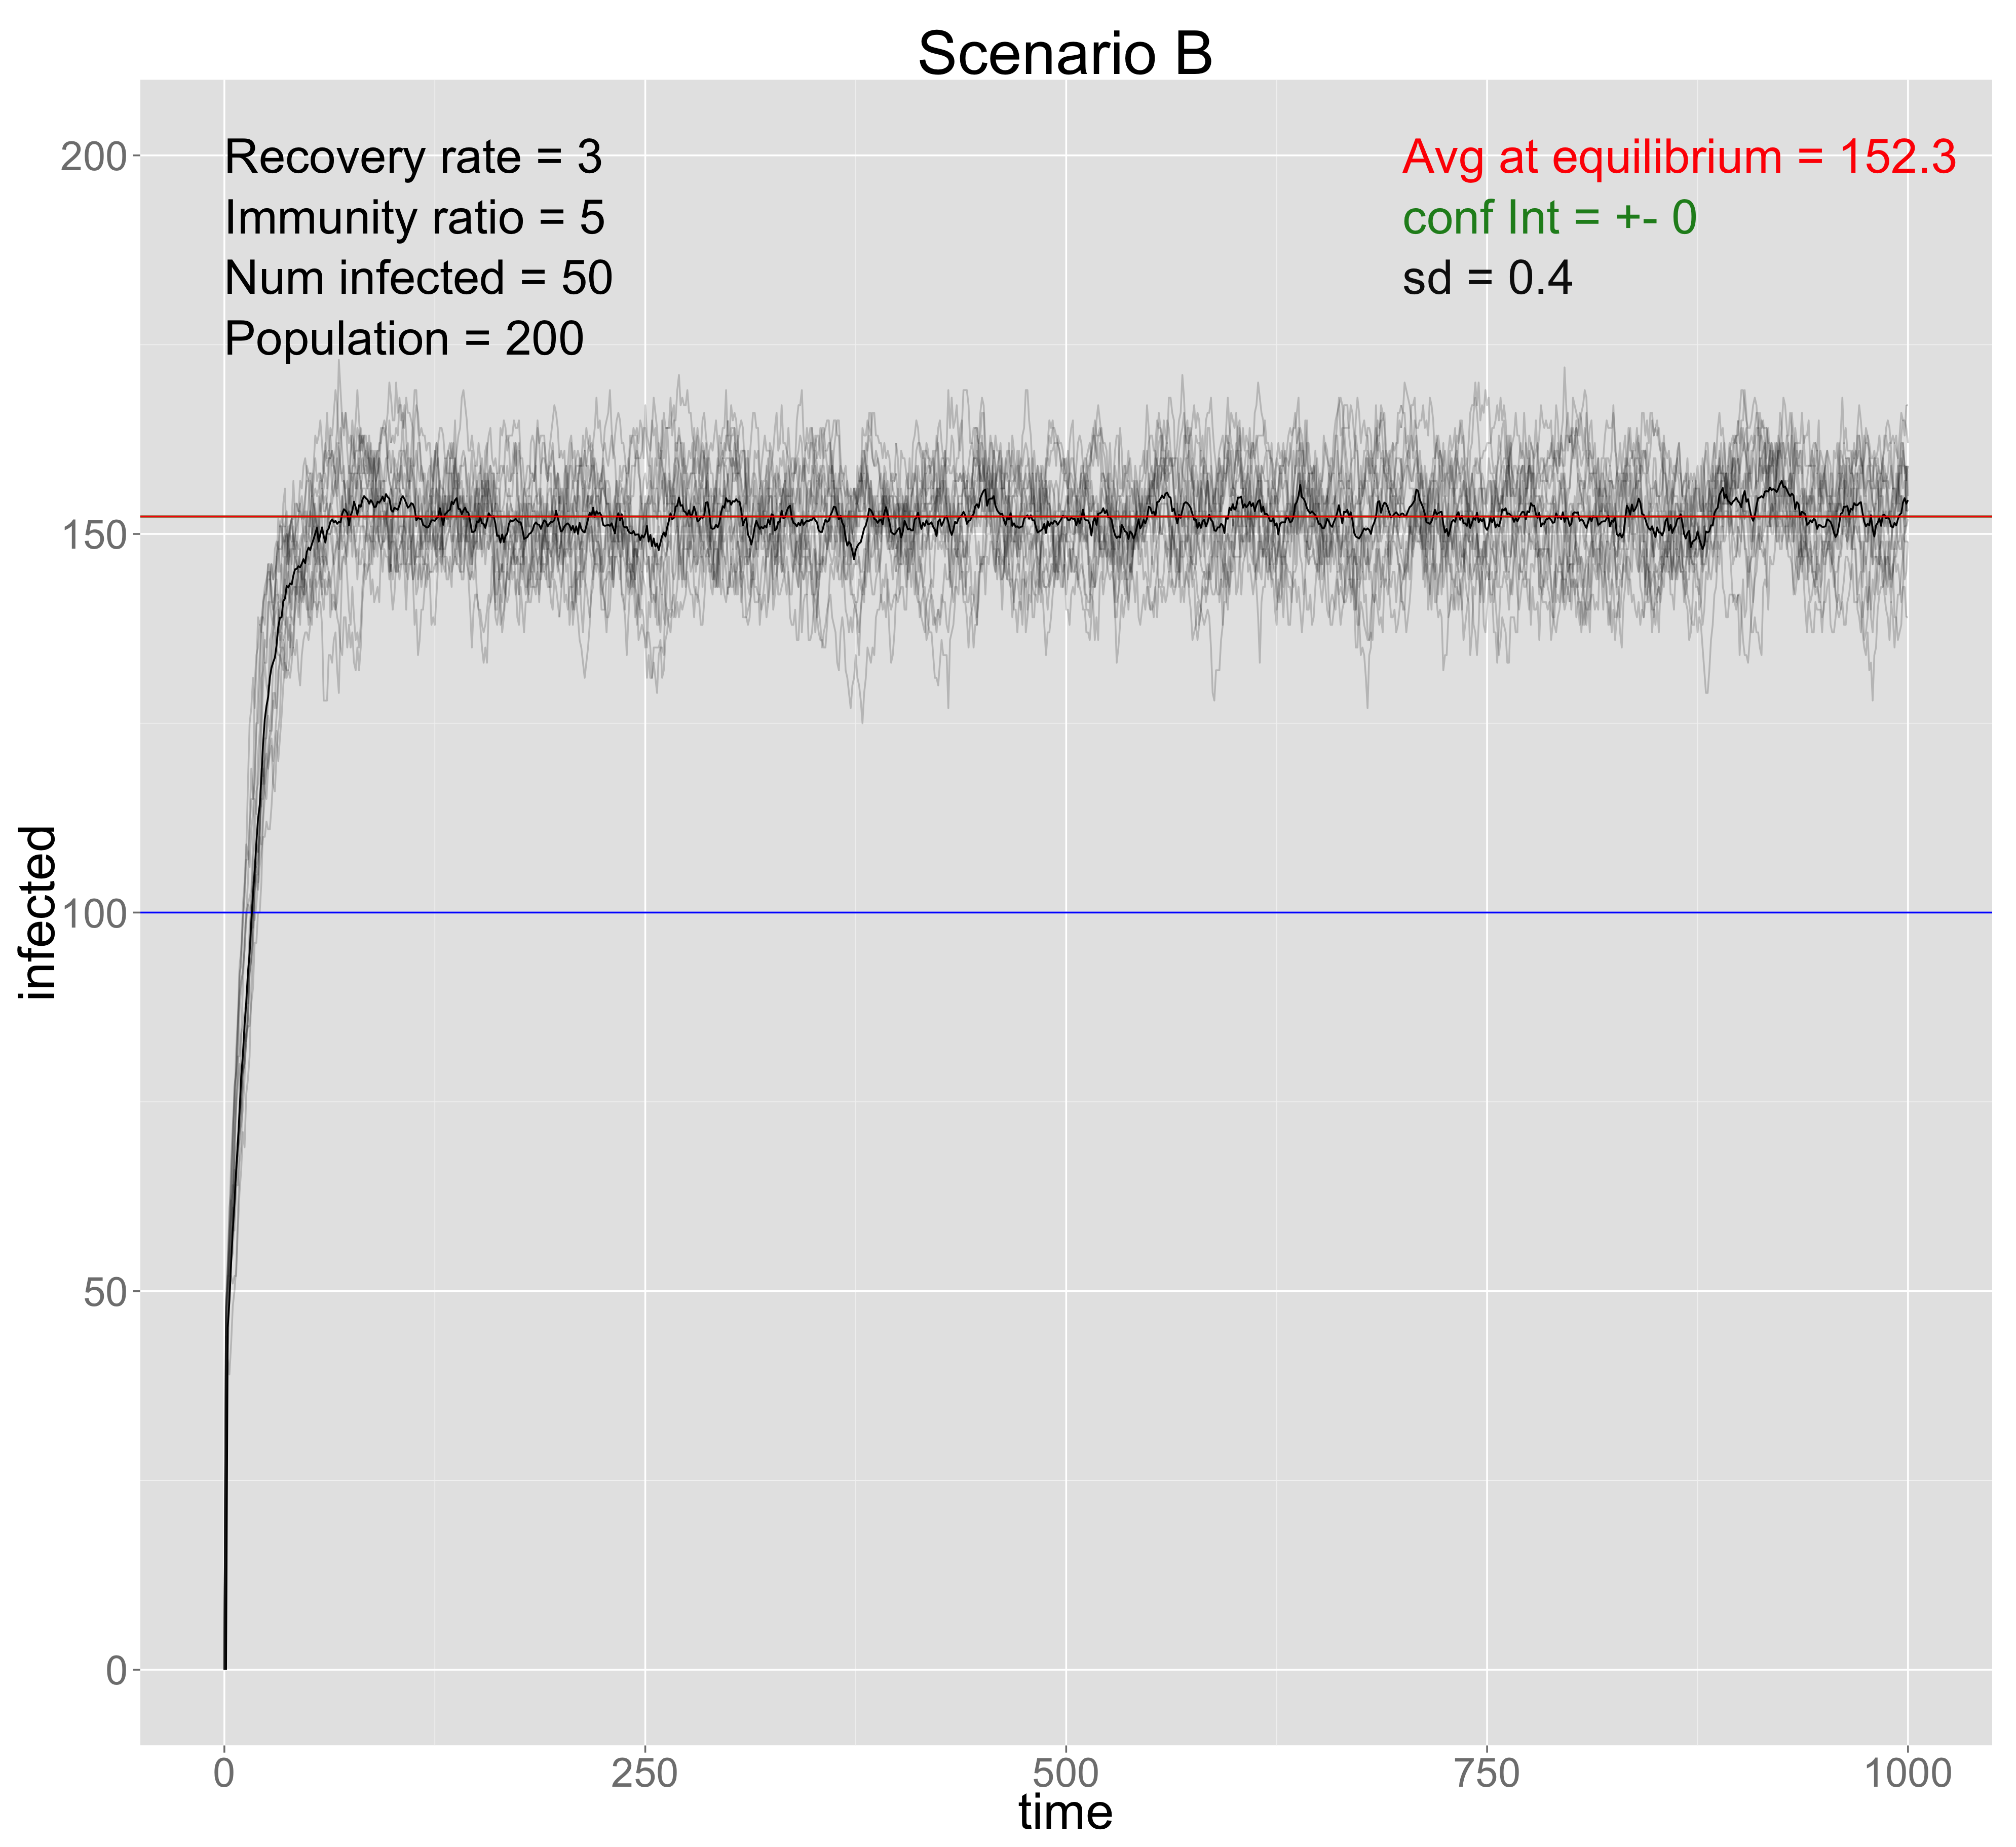 Scenario B
Recovery rate = 3
Immunity ratio = 5
Num infected = 50
Population = 200
Avg at equilibrium = 152.3
conf Int = +- 0
sd = 0.4
infected
200
150
100
50
0
0 250 500 750 1000
time